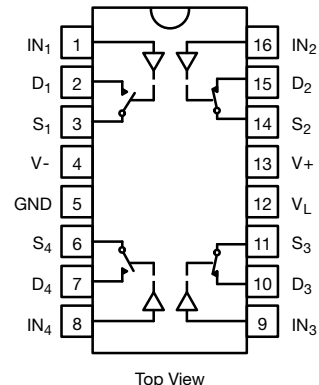 IN₁ 1 16 IN₂
D₁ 2 15 D₂
S₁ 3 14 S₂
V- 4 13 V+
GND 5 12 V_L
S₄ 6 11 S₃
D₄ 7 10 D₃
IN₄ 8 9 IN₃
Top View